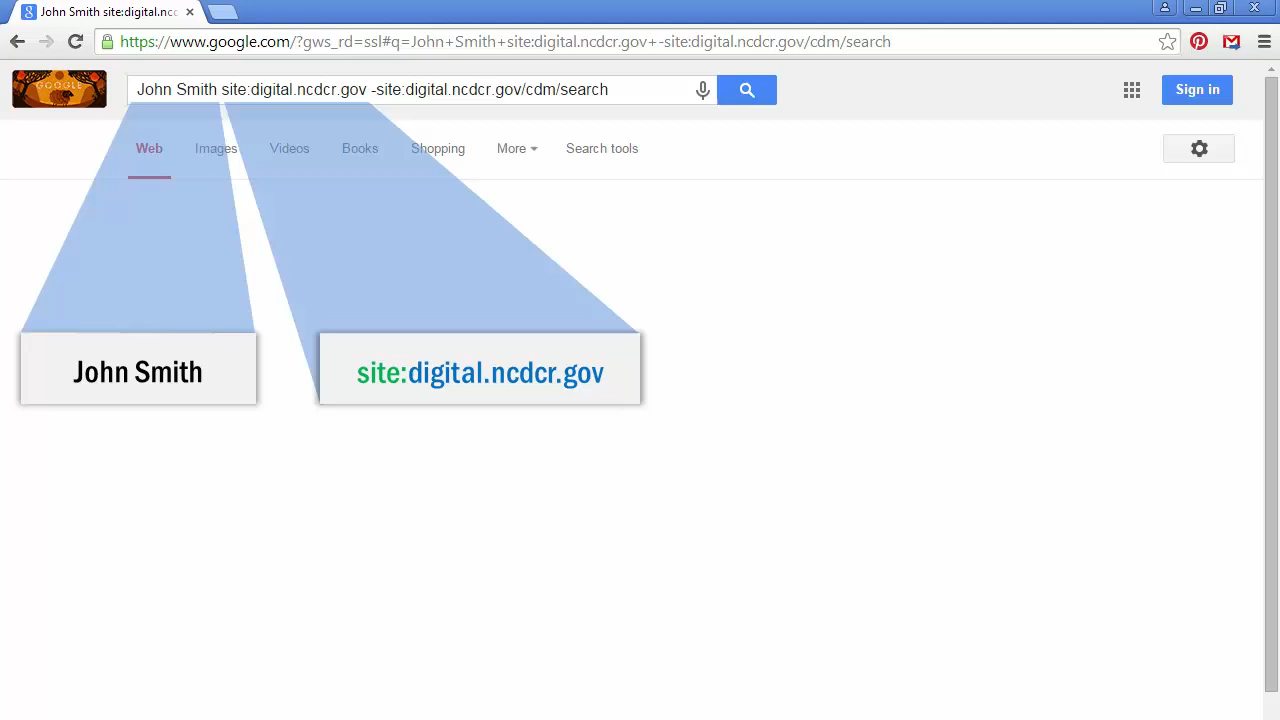 John Smith site:digital.ncdc
https://www.google.com/?gws_rd=ssl#q=John+Smith+site:digital.ncdcr.gov+-site:digital.ncdcr.gov/cdm/search
GOOGLE
John Smith site:digital.ncdcr.gov -site:digital.ncdcr.gov/cdm/search
Sign in
Web Images Videos Books Shopping More Search tools
John Smith
site:digital.ncdcr.gov